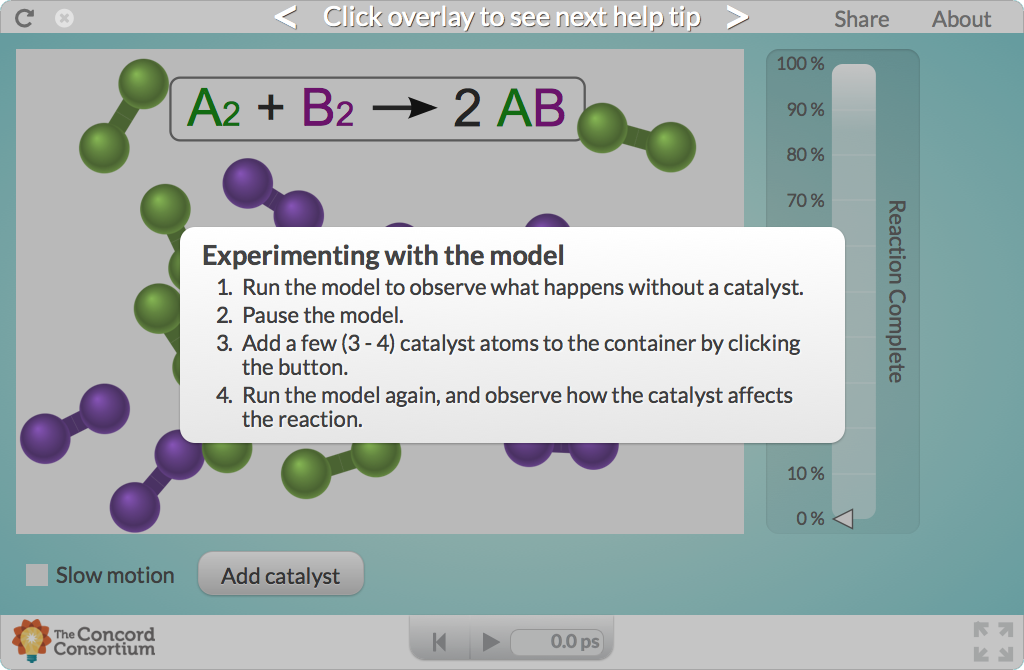 Click overlay to see next help tip
Share
About
A2 + B2 → 2 AB
100 %
90 %
80 %
70 %
Experimenting with the model
1. Run the model to observe what happens without a catalyst.
2. Pause the model.
3. Add a few (3 - 4) catalyst atoms to the container by clicking
the button.
4. Run the model again, and observe how the catalyst affects
the reaction.
Reaction Complete
10 %
0 %
Slow motion
Add catalyst
The Concord
Consortium
0.0 ps